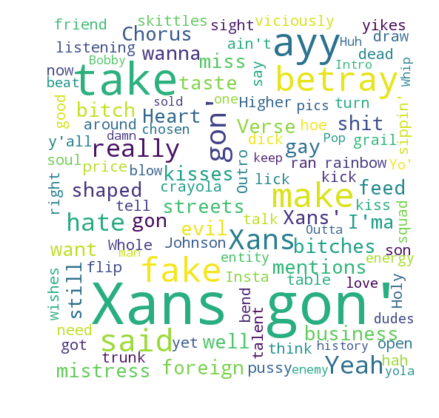 friend skittles sight viciously yikes
Chorus ain't Huh draw
listening wanna ayy dead
Bobby Intro Whip
now take miss say betray
beat taste
good sold one Higher pics turn
around damn chosen Heart Verse hoe shit sippin'
y'all bitch gon' dick Pop grail Yo'
soul really gay keep ran rainbow
price blow kisses Outro lick kick
right shaped crayola make feed
tell streets Xans' kiss squad
hate gon talk I'ma Outta
evil Xans bitches son
want Whole Johnson entity mentions energy
man fake Insta table love
still flip bend Holy dudes
wishes Xans gon'
need said talent business
got yet well think history open hah
trunk pussy enemy Yeah yola
mistress foreign